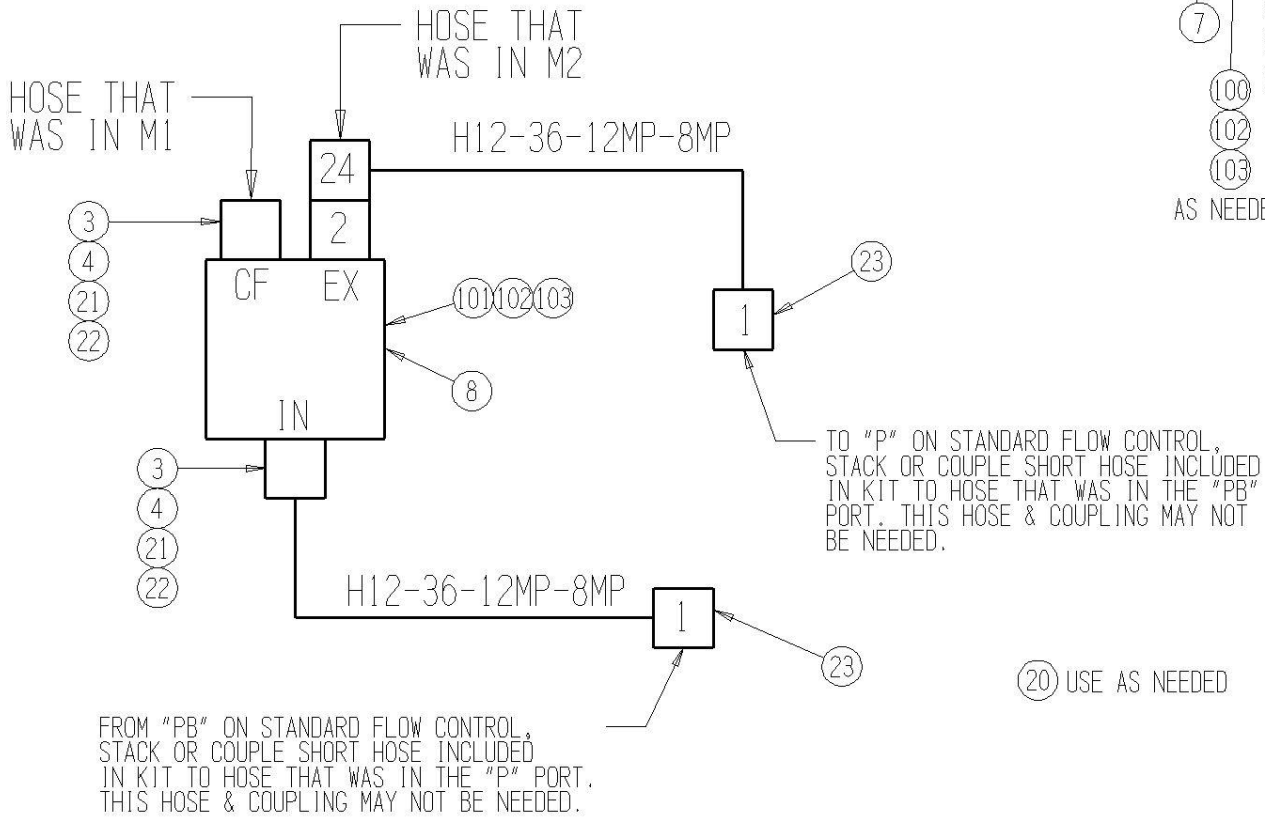 HOSE THAT
WAS IN M2
7
HOSE THAT
WAS IN M1
100
102
103
AS NEEDE
H12-36-12MP-8MP
24
2
3
4
21
22
CF EX
101 102 103
8
IN
23
1
TO "P" ON STANDARD FLOW CONTROL,
STACK OR COUPLE SHORT HOSE INCLUDED
IN KIT TO HOSE THAT WAS IN THE "PB"
PORT. THIS HOSE & COUPLING MAY NOT
BE NEEDED.
3
4
21
22
H12-36-12MP-8MP
1
23
20 USE AS NEEDED
FROM "PB" ON STANDARD FLOW CONTROL,
STACK OR COUPLE SHORT HOSE INCLUDED
IN KIT TO HOSE THAT WAS IN THE "P" PORT.
THIS HOSE & COUPLING MAY NOT BE NEEDED.